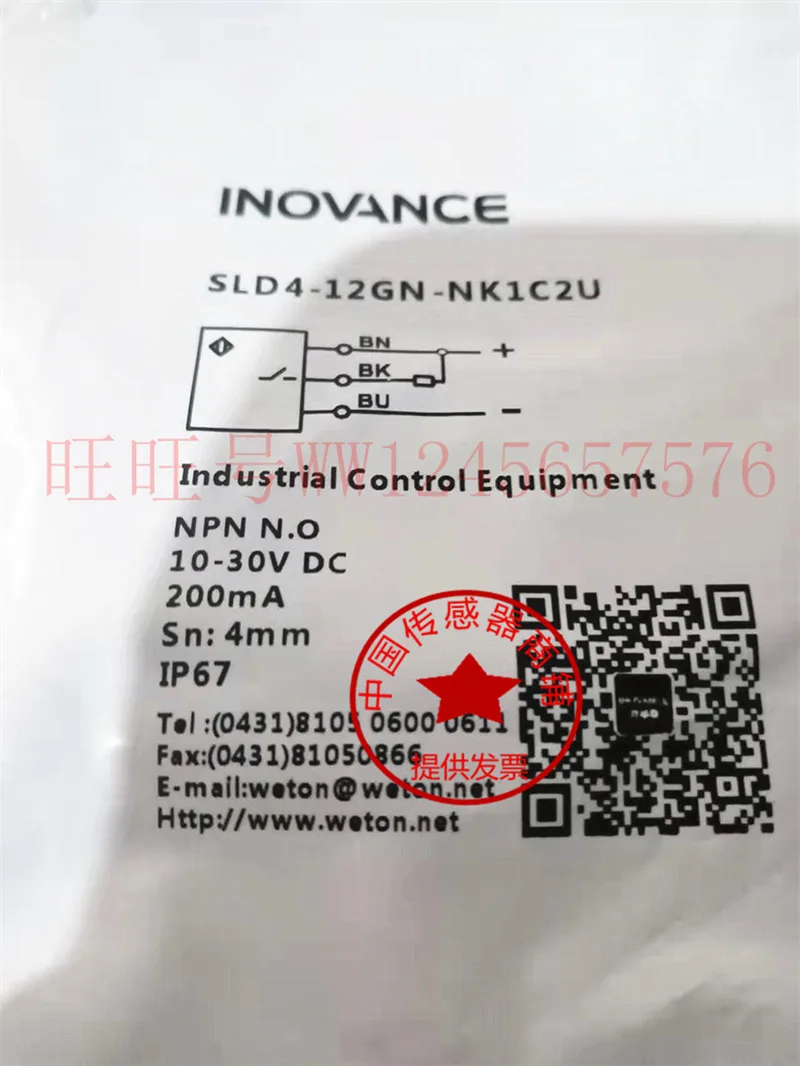 INOVANCE
SLD4-12GN-NK1C2U
BN
+
BK
BU
-
旺旺号WW1245657576
Industrial Control Equipment
NPN N.O
10-30V DC
200mA
Sn: 4mm
IP67
中国传感器商铺
Tel :(0431)8105 0600 0611
Fax:(0431)81050866
提供发票
E-mail:weton@weton.net
Http://www.weton.net